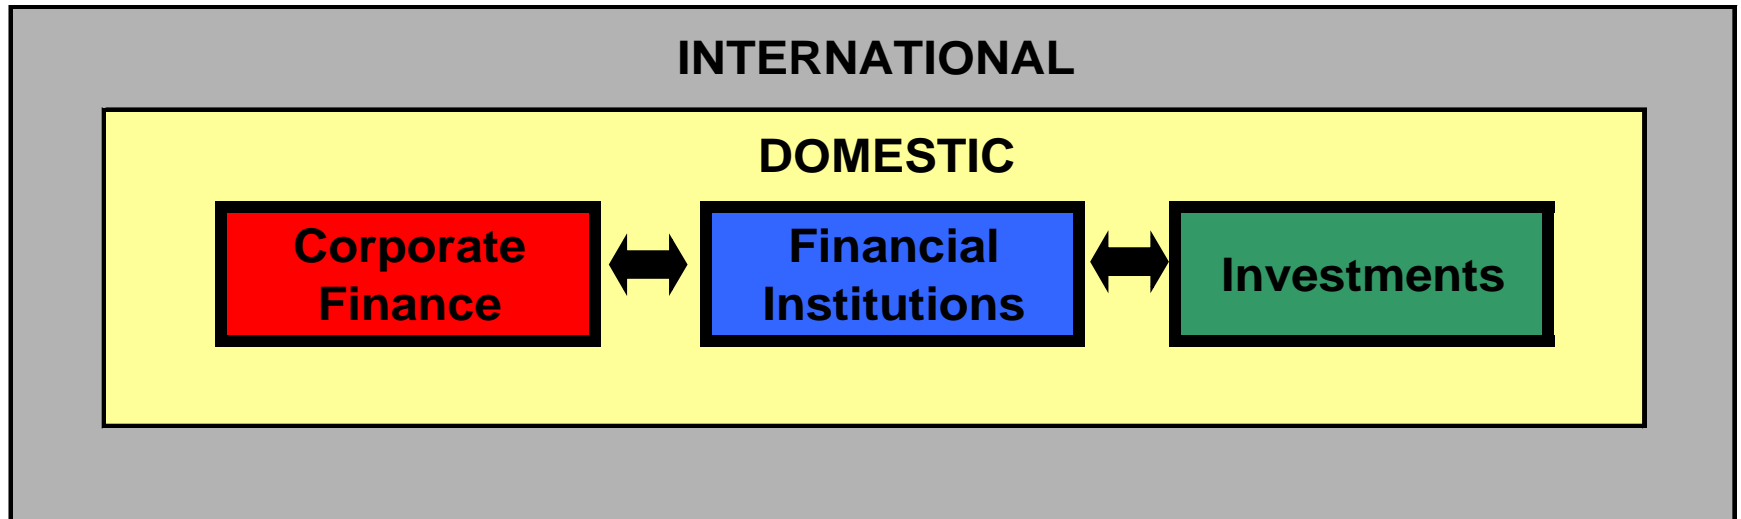 INTERNATIONAL
DOMESTIC
Corporate
Finance
Financial
Institutions
Investments